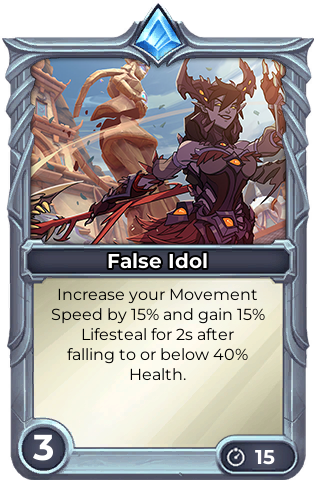 False Idol
Increase your Movement
Speed by 15% and gain 15%
Lifesteal for 2s after
falling to or below 40%
Health.
3
15